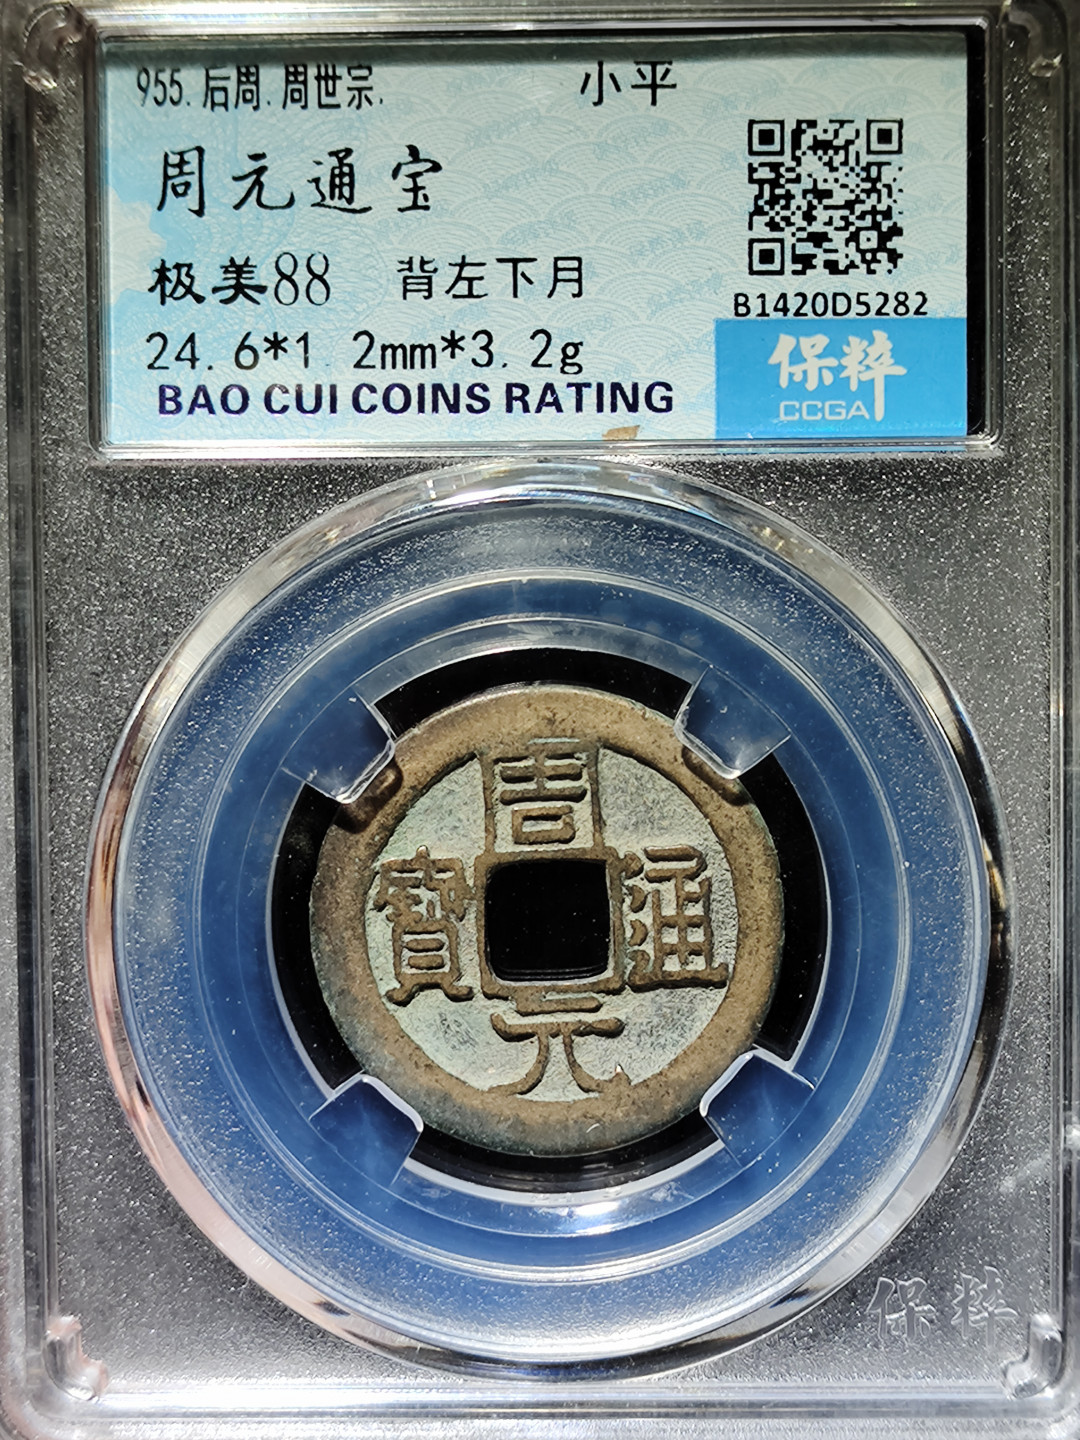 955.后周.周世宗. 小平
周元通宝
极美88 背左下月
24.6*1.2mm*3.2g
BAO CUI COINS RATING
B1420D5282
保粹
CCGA
周元通寳
保粹